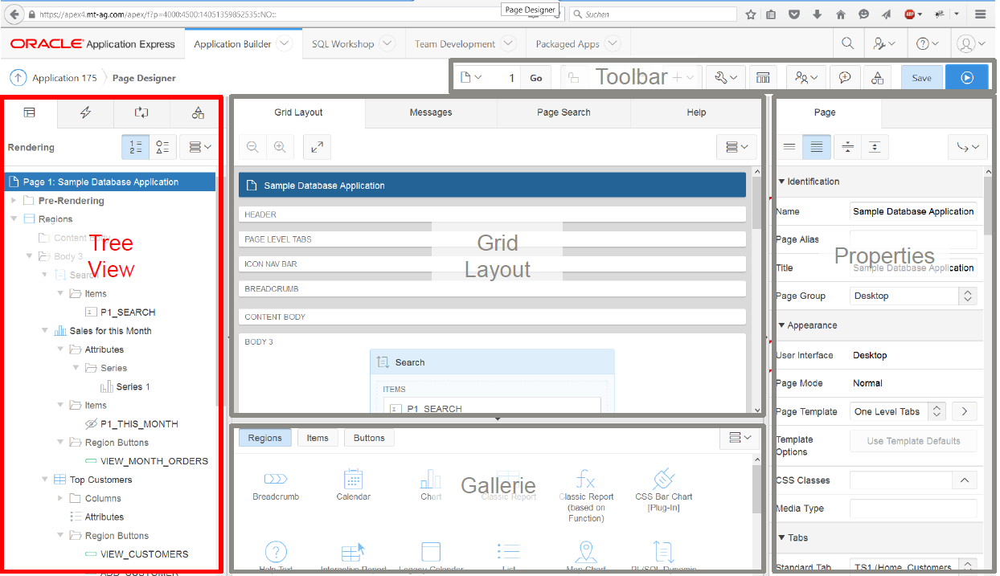 https://apex4.mt-ag.com/apex/f?p=4000:4500:14051359852535:NO::
Page Designer
Suchen
ABP
ORACLE Application Express
Application Builder
SQL Workshop
Team Development
Packaged Apps
Application 175
Page Designer
1
Go
Toolbar
Save
Rendering
Page 1: Sample Database Application
Pre-Rendering
Regions
Content Body
Body 3
Search
Tree
View
Items
P1_SEARCH
Sales for this Month
Attributes
Series
Series 1
Items
P1_THIS_MONTH
Region Buttons
VIEW_MONTH_ORDERS
Top Customers
Columns
Attributes
Region Buttons
VIEW_CUSTOMERS
ADD_CUSTOMER
Grid Layout
Messages
Page Search
Help
Sample Database Application
HEADER
PAGE LEVEL TABS
ICON NAV BAR
BREADCRUMB
CONTENT BODY
BODY 3
Grid
Layout
Search
ITEMS
P1_SEARCH
Regions
Items
Buttons
Gallerie
Breadcrumb
Calendar
Chart
Classic Report
Classic Report
(based on
Function)
CSS Bar Chart
[Plug-In]
Help Text
Interactive Report
Legacy Calendar
List
Map Chart
PL/SQL Dynamic
Page
Identification
Name
Sample Database Application
Page Alias
Properties
Title
Sample Database Application
Page Group
Desktop
Appearance
User Interface
Desktop
Page Mode
Normal
Page Template
One Level Tabs
Template
Options
Use Template Defaults
CSS Classes
Media Type
Tabs
Standard Tab
TS1 (Home, Customers,